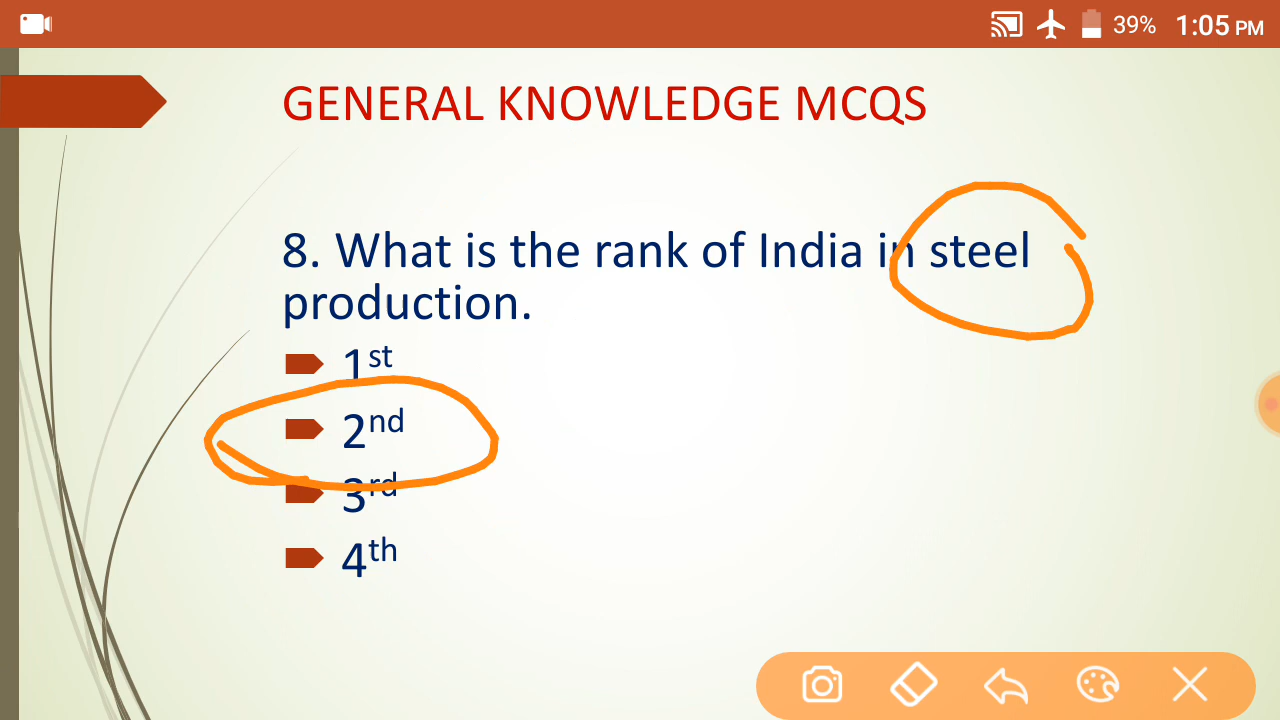 39% 1:05 PM
GENERAL KNOWLEDGE MCQS
8. What is the rank of India in steel
production.
1st
2nd
3rd
4th